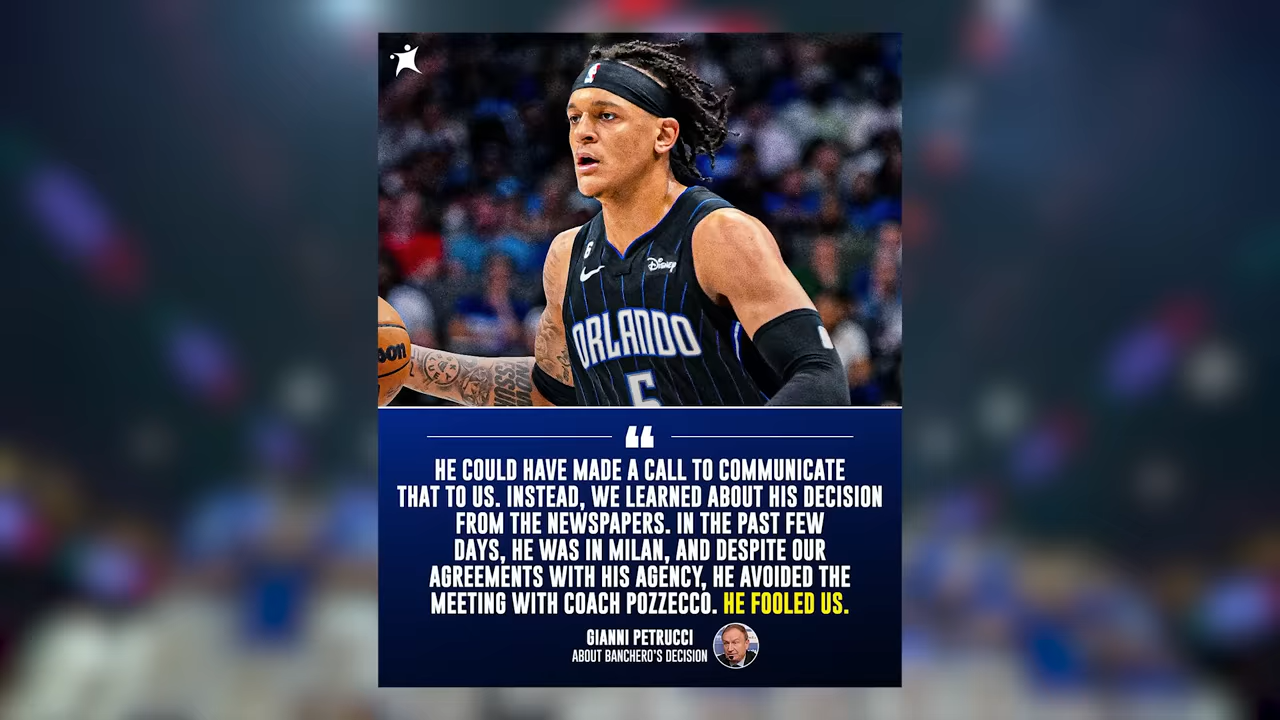 6
Disney
ORLANDO
5
son
❝
HE COULD HAVE MADE A CALL TO COMMUNICATE
THAT TO US. INSTEAD, WE LEARNED ABOUT HIS DECISION
FROM THE NEWSPAPERS. IN THE PAST FEW
DAYS, HE WAS IN MILAN, AND DESPITE OUR
AGREEMENTS WITH HIS AGENCY, HE AVOIDED THE
MEETING WITH COACH POZZECCO. HE FOOLED US.
GIANNI PETRUCCI
ABOUT BANCHERO'S DECISION